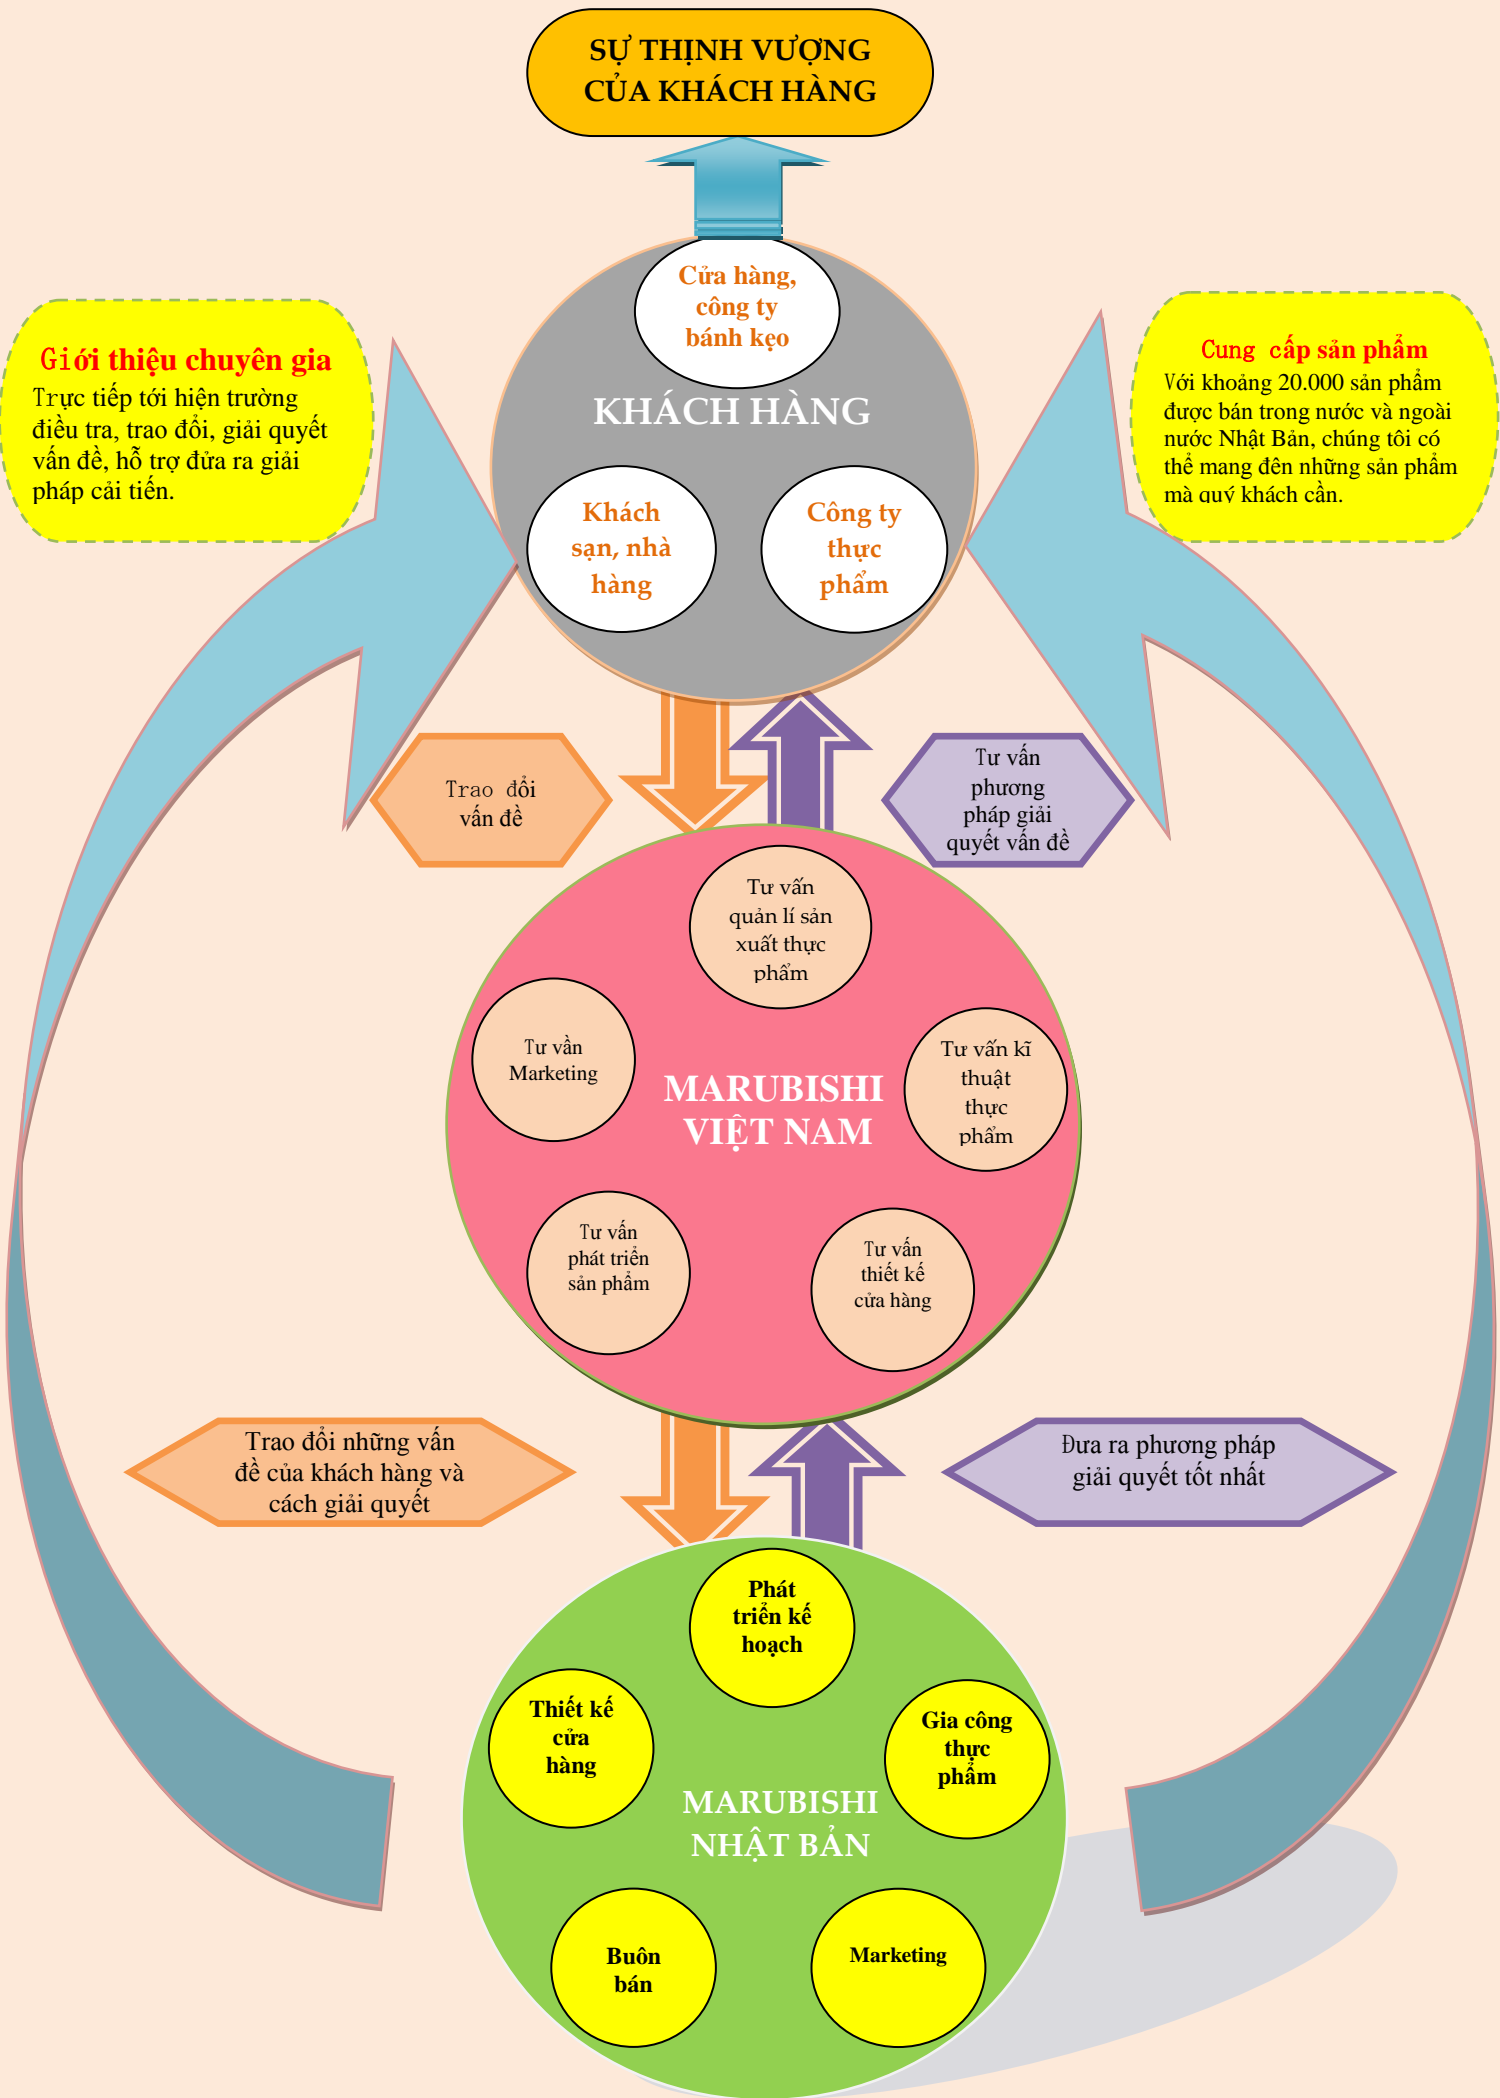 SỰ THỊNH VƯỢNG
CỦA KHÁCH HÀNG
Cửa hàng,
công ty
bánh kẹo
KHÁCH HÀNG
Khách
sạn, nhà
hàng
Công ty
thực
phẩm
Giới thiệu chuyên gia
Trực tiếp tới hiện trường
điều tra, trao đổi, giải quyết
vấn đề, hỗ trợ đửa ra giải
pháp cải tiến.
Cung cấp sản phẩm
Với khoảng 20.000 sản phẩm
được bán trong nước và ngoài
nước Nhật Bản, chúng tôi có
thể mang đên những sản phẩm
mà quý khách cần.
Trao đổi
vấn đề
Tư vấn
phương
pháp giải
quyết vấn đề
Tư vấn
quản lí sản
xuất thực
phẩm
Tư vần
Marketing
Tư vấn kĩ
thuật
thực
phẩm
MARUBISHI
VIỆT NAM
Tư vấn
phát triển
sản phẩm
Tư vấn
thiết kế
cửa hàng
Trao đổi những vấn
đề của khách hàng và
cách giải quyết
Đưa ra phương pháp
giải quyết tốt nhất
Phát
triển kế
hoạch
Thiết kế
cửa
hàng
Gia công
thực
phẩm
MARUBISHI
NHẬT BẢN
Buôn
bán
Marketing